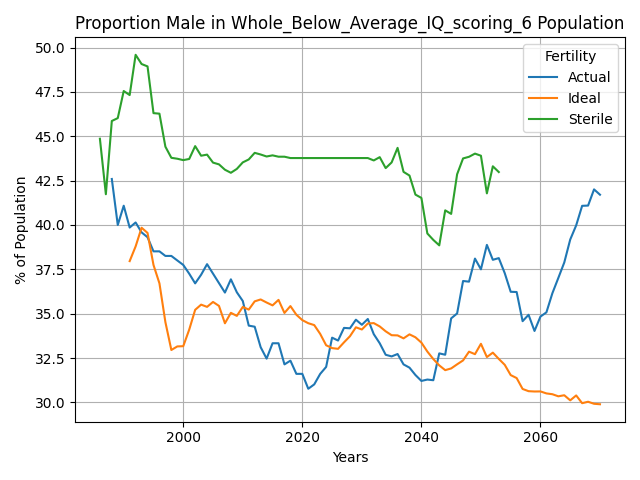 Proportion Male in Whole_Below_Average_IQ_scoring_6 Population
Fertility
Actual
Ideal
Sterile
% of Population
50.0
47.5
45.0
42.5
40.0
37.5
35.0
32.5
30.0
2000
2020
2040
2060
Years